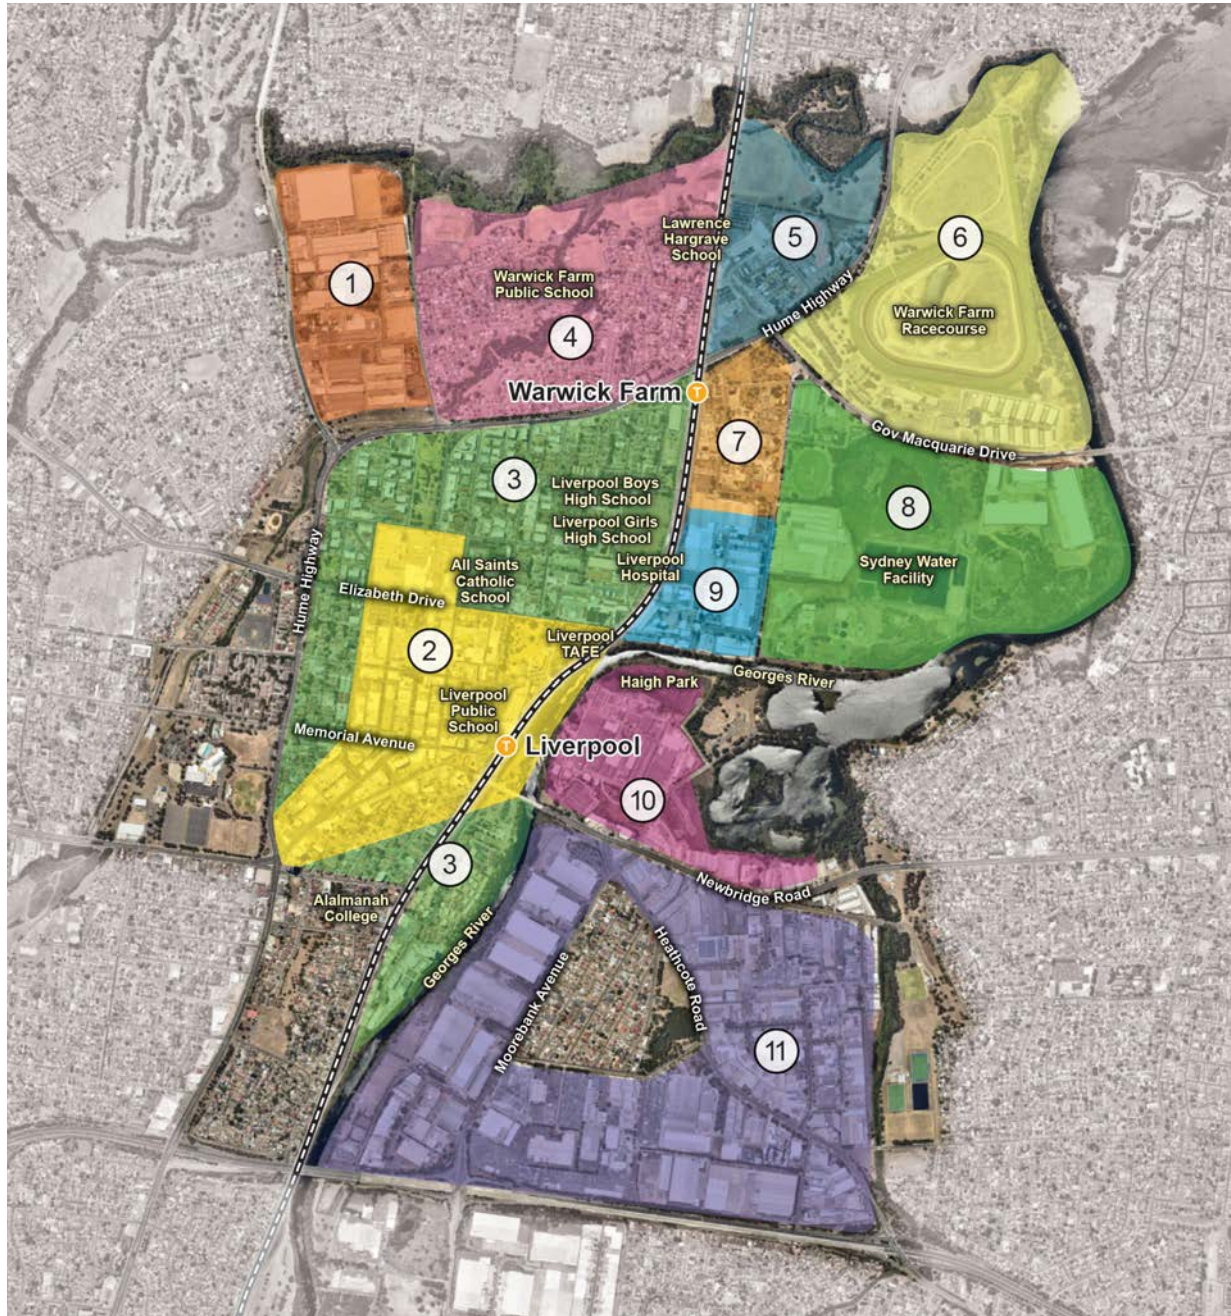 Lawrence
Hargrave
School
5
6
1
Warwick Farm
Public School
4
Hume Highway
Warwick Farm
Racecourse
Warwick Farm
T
7
Gov Macquarie Drive
3
Liverpool Boys
High School
Liverpool Girls
High School
8
Hume Highway
All Saints
Catholic
School
Liverpool
Hospital
9
Sydney Water
Facility
Elizabeth Drive
2
Liverpool
TAFE
Georges River
Haigh Park
Liverpool
Public
School
Memorial Avenue
T
Liverpool
10
3
Newbridge Road
Alalmanah
College
Georges River
Moorebank Avenue
Heathcote Road
11